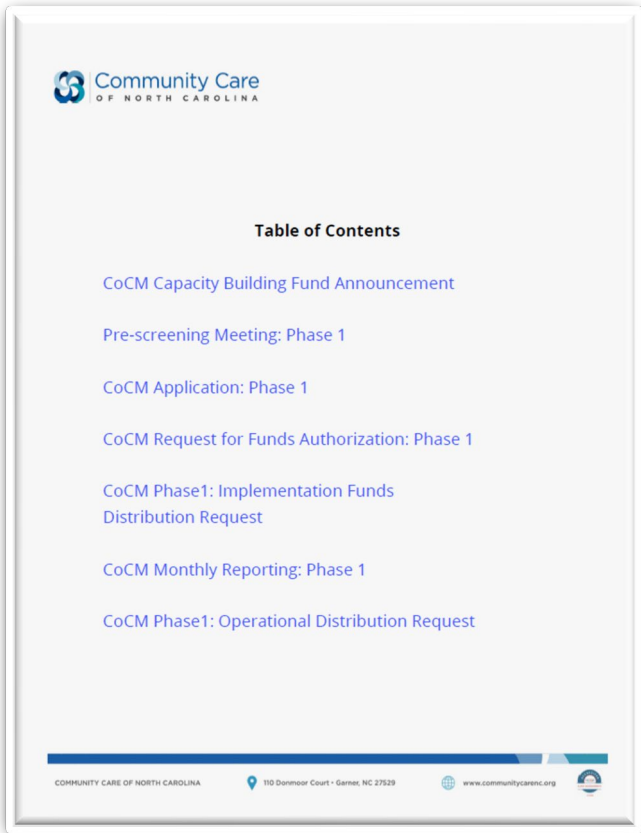 Community Care
OF NORTH CAROLINA
Table of Contents
CoCM Capacity Building Fund Announcement
Pre-screening Meeting: Phase 1
CoCM Application: Phase 1
CoCM Request for Funds Authorization: Phase 1
CoCM Phase1: Implementation Funds
Distribution Request
CoCM Monthly Reporting: Phase 1
CoCM Phase1: Operational Distribution Request
COMMUNITY CARE OF NORTH CAROLINA
110 Donmoor Court • Garner, NC 27529
www.communitycarenc.org